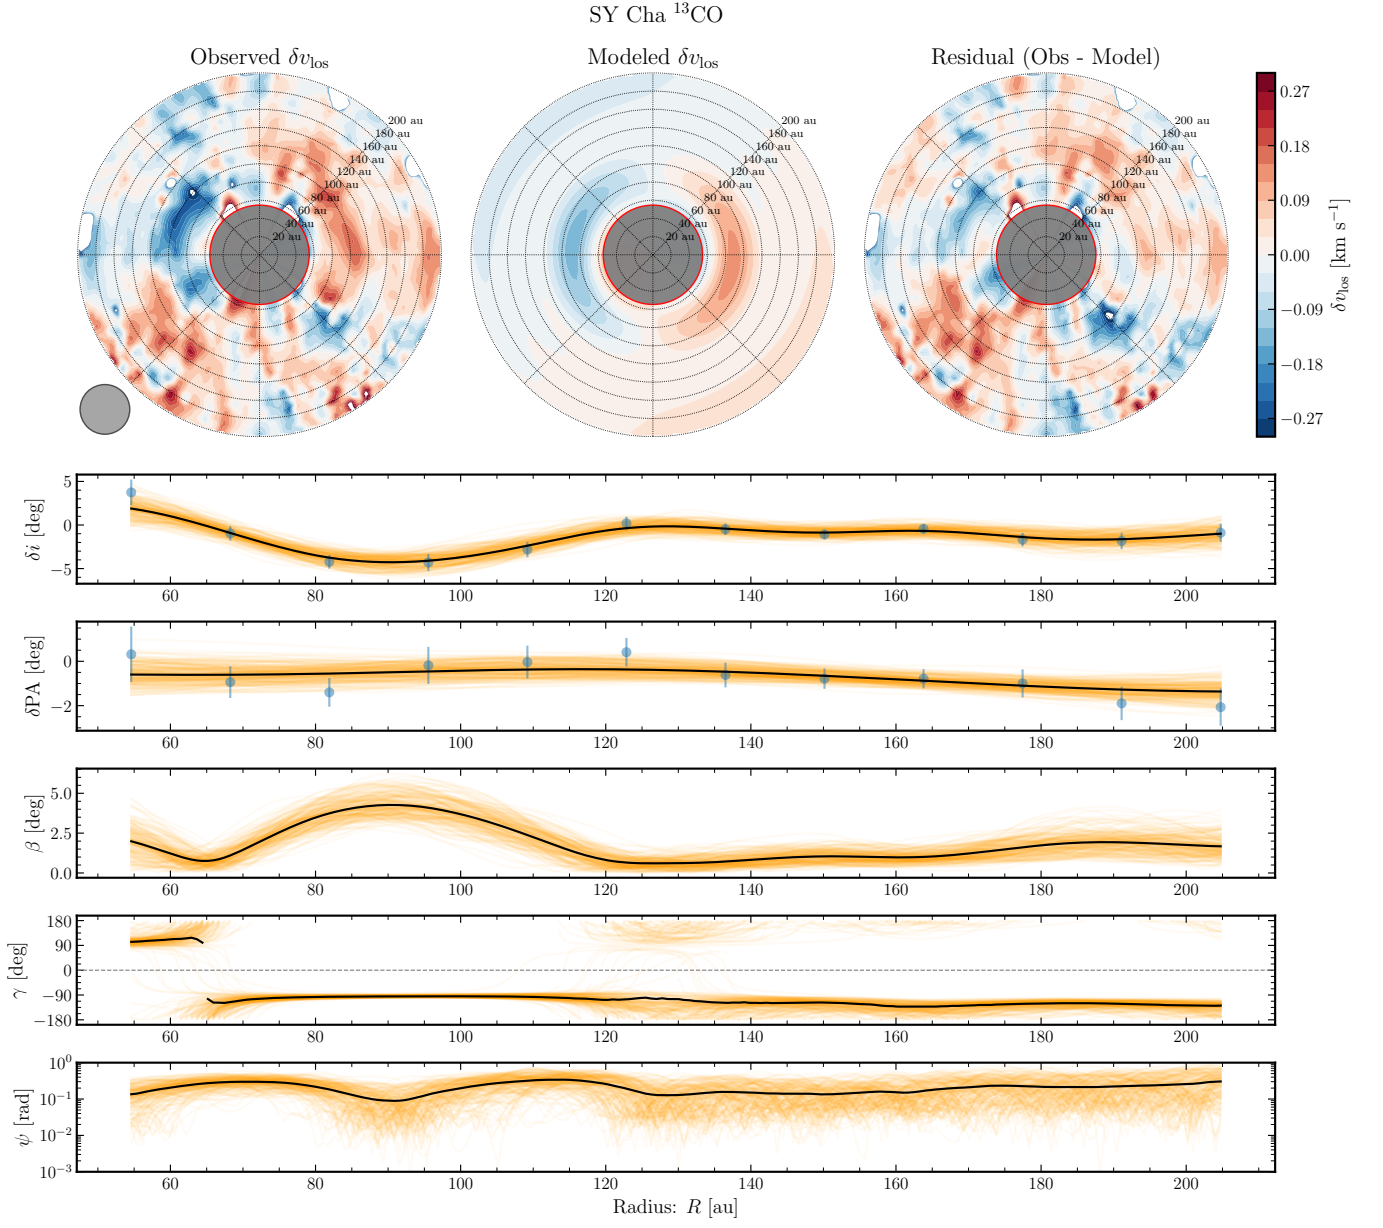 SY Cha ¹³CO
Observed δv_los
Modeled δv_los
Residual (Obs - Model)
200 au
180 au
160 au
140 au
120 au
100 au
80 au
60 au
40 au
20 au
200 au
180 au
160 au
140 au
120 au
100 au
80 au
60 au
40 au
20 au
200 au
180 au
160 au
140 au
120 au
100 au
80 au
60 au
40 au
20 au
0.27
0.18
0.09
0.00
−0.09
−0.18
−0.27
δv_los [km s⁻¹]
5
0
−5
δi [deg]
60 80 100 120 140 160 180 200
0
−2
δPA [deg]
60 80 100 120 140 160 180 200
5.0
2.5
0.0
β [deg]
60 80 100 120 140 160 180 200
180
90
0
−90
−180
γ [deg]
60 80 100 120 140 160 180 200
10⁰
10⁻¹
10⁻²
10⁻³
ψ [rad]
60 80 100 120 140 160 180 200
Radius: R [au]